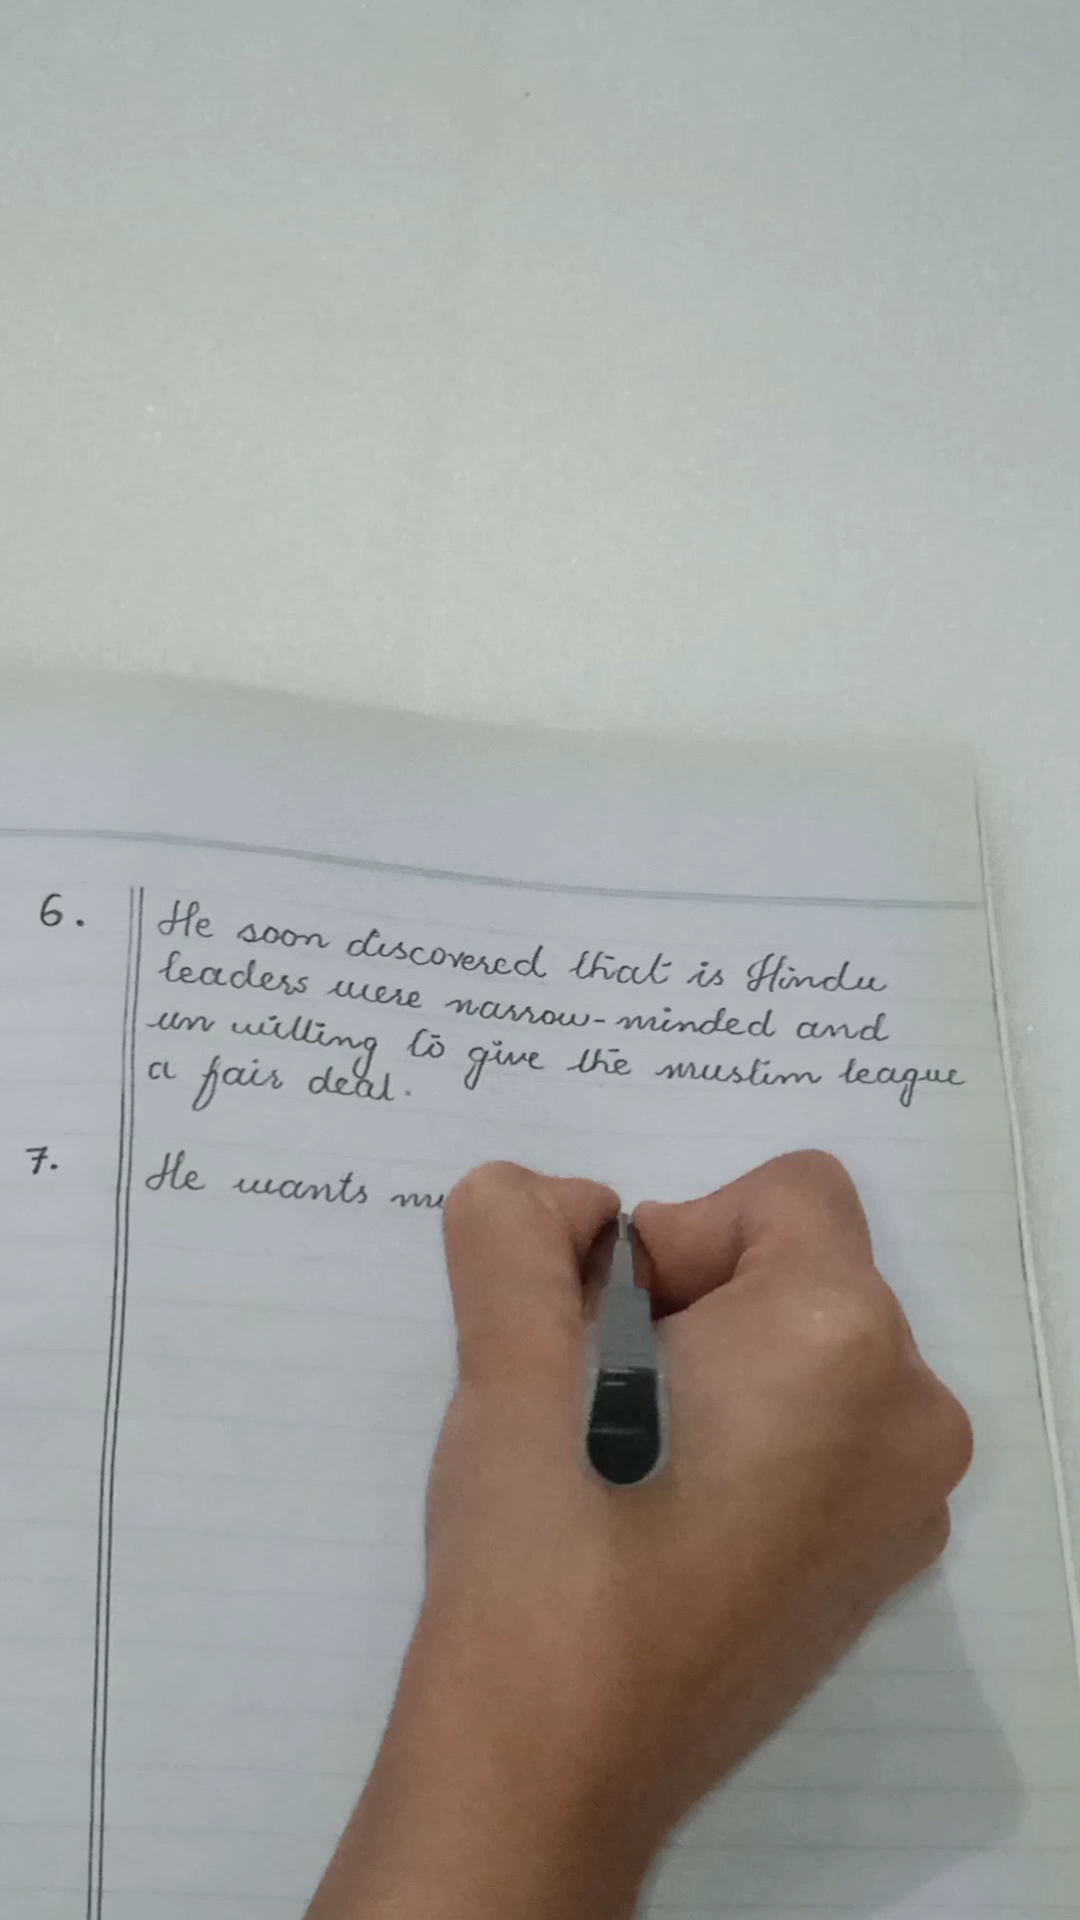 6. He soon discovered that is Hindu
leaders were narrow-minded and
un willing to give the muslim league
a fair deal.
7. He wants